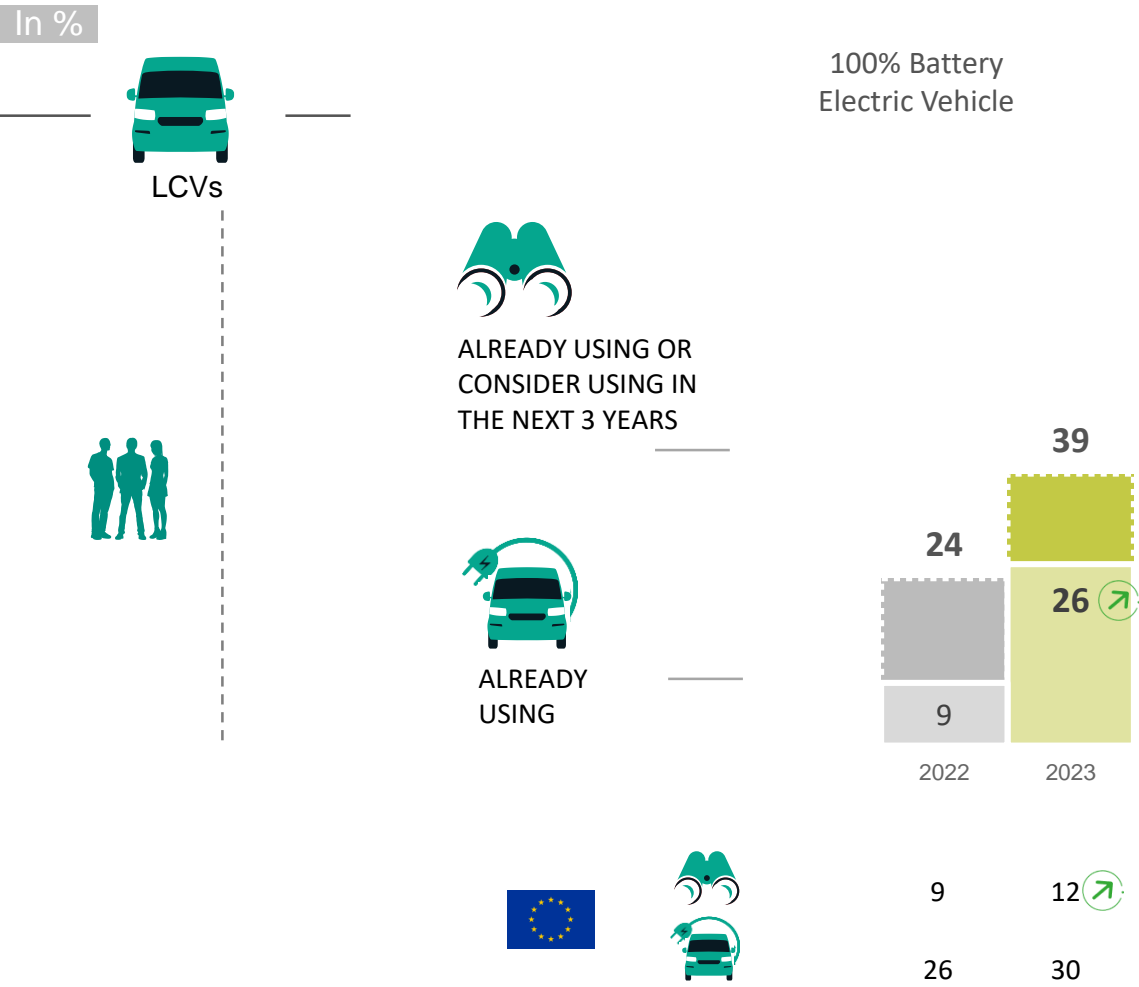 In %
100% Battery
Electric Vehicle
LCVs
ALREADY USING OR
CONSIDER USING IN
THE NEXT 3 YEARS
39
24
26
ALREADY
USING
9
2022 2023
9 12
26 30